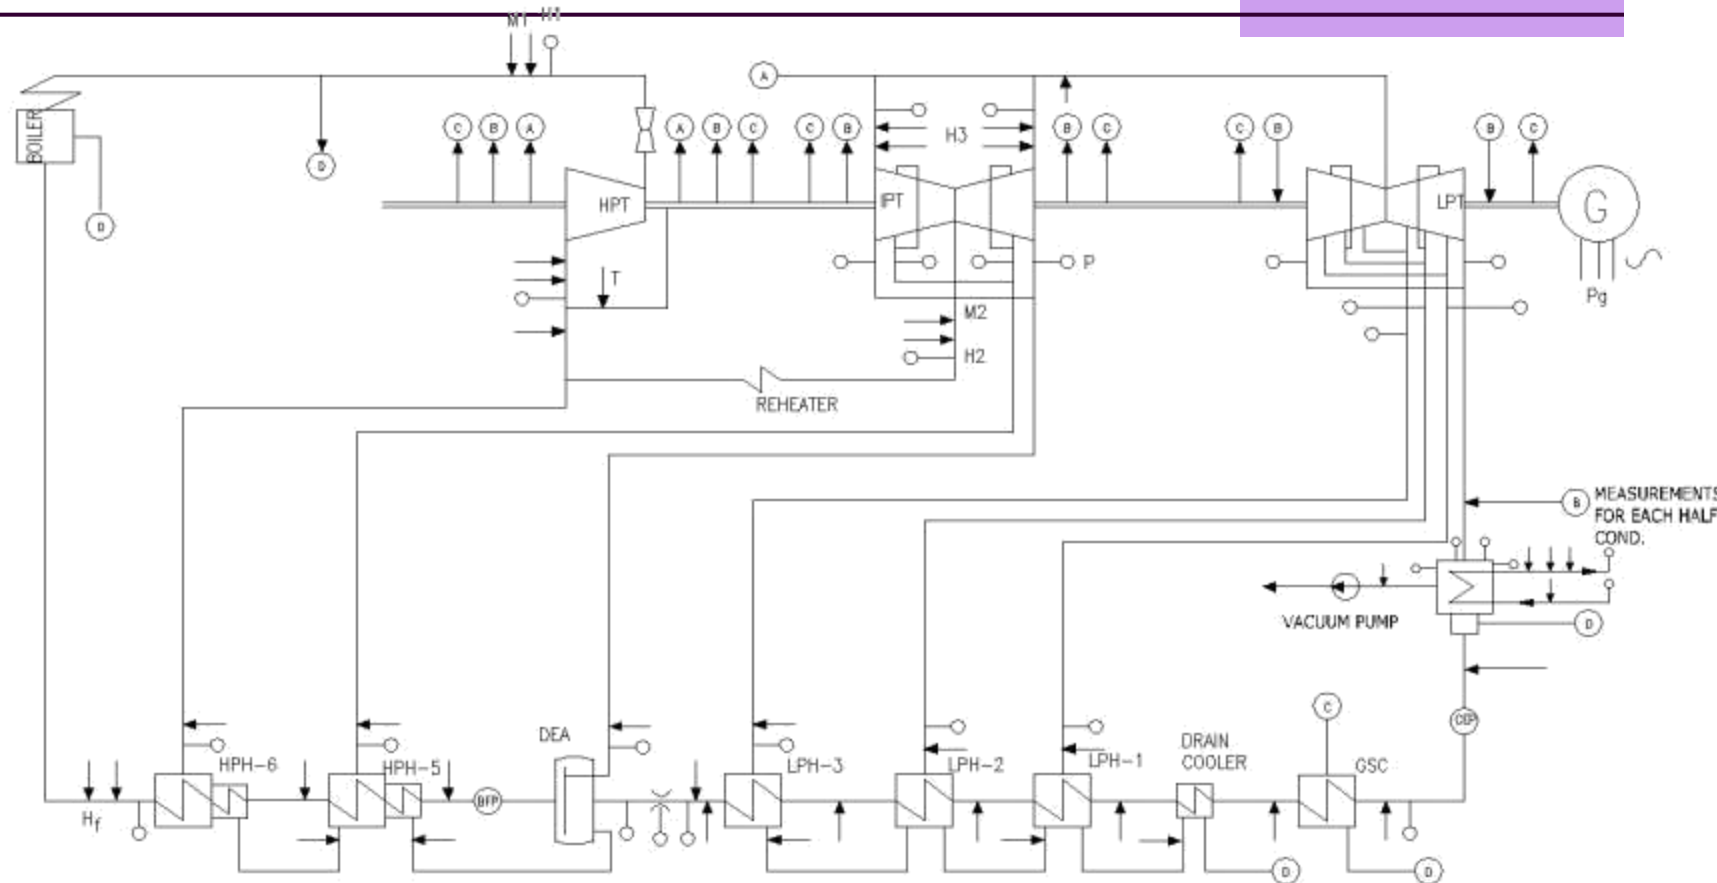 M1
BOILER
D
D
C
B
A
A
B
C
C
B
A
H3
B
C
C
B
B
C
HPT
IPT
LPT
G
Pg
T
P
M2
H2
REHEATER
B
MEASUREMENTS
FOR EACH HALF
COND.
VACUUM PUMP
D
CEP
C
DEA
HPH-6
HPH-5
LPH-3
LPH-2
LPH-1
DRAIN
COOLER
GSC
BFP
Hf
D
D